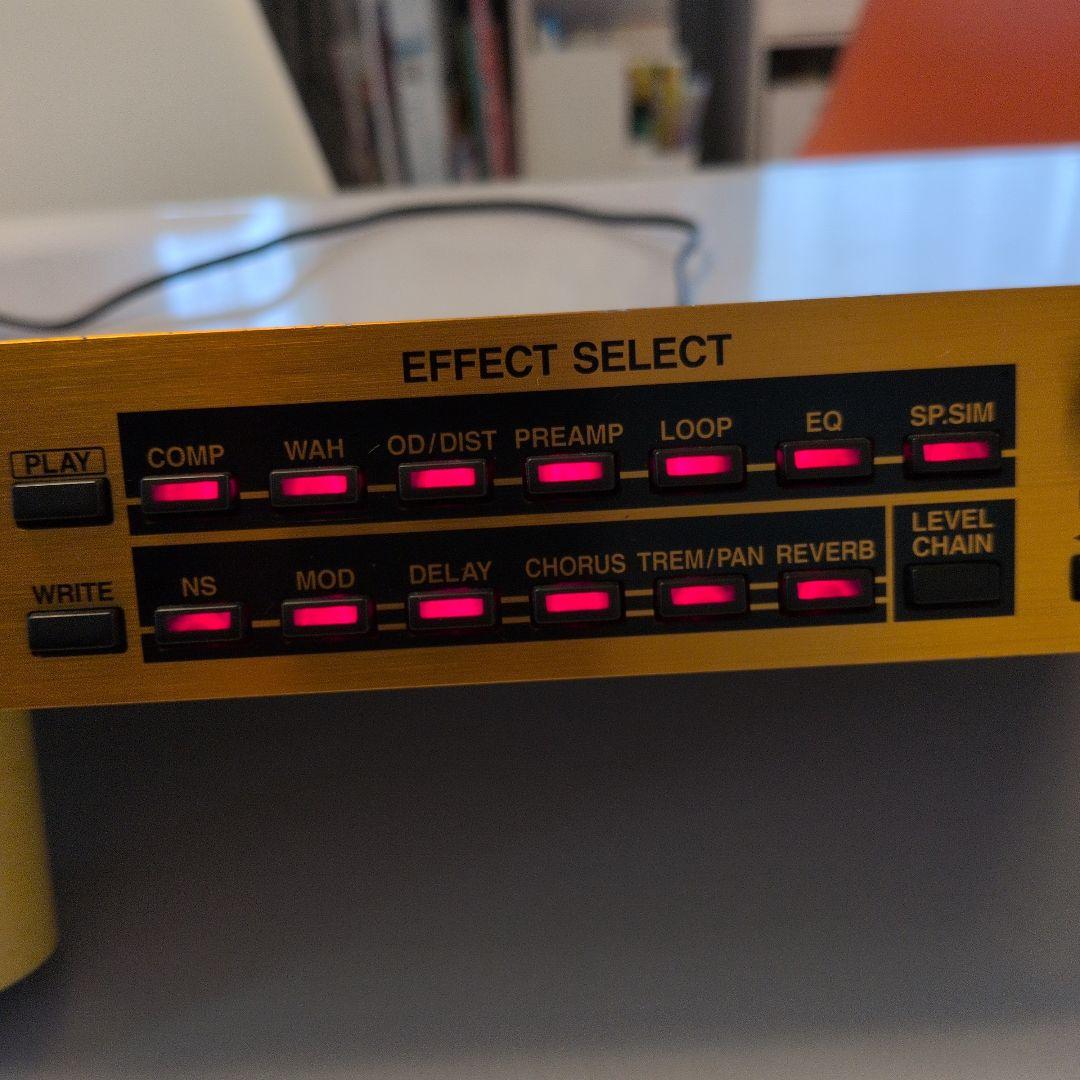 EFFECT SELECT
PLAY
COMP
WAH
OD/DIST
PREAMP
LOOP
EQ
SP.SIM
WRITE
NS
MOD
DELAY
CHORUS
TREM/PAN
REVERB
LEVEL
CHAIN